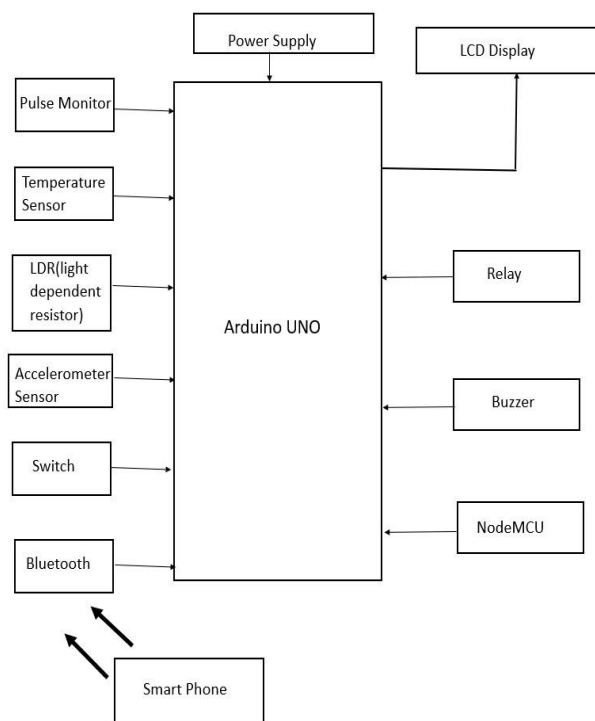 Power Supply
LCD Display
Pulse Monitor
Temperature
Sensor
LDR(light
dependent
resistor)
Accelerometer
Sensor
Switch
Bluetooth
Arduino UNO
Relay
Buzzer
NodeMCU
Smart Phone